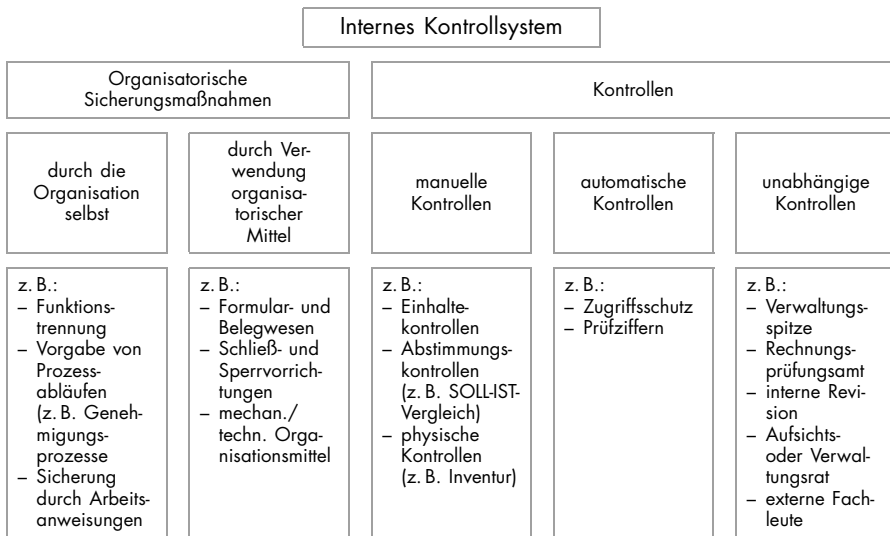 Internes Kontrollsystem
Organisatorische
Sicherungsmaßnahmen
Kontrollen
durch die
Organisation
selbst
durch Ver-
wendung
organisa-
torischer
Mittel
manuelle
Kontrollen
automatische
Kontrollen
unabhängige
Kontrollen
z. B.:
– Funktions-
trennung
– Vorgabe von
Prozess-
abläufen
(z. B. Geneh-
migungs-
prozesse
– Sicherung
durch Arbeits-
anweisungen
z. B.:
– Formular- und
Belegwesen
– Schließ- und
Sperrvorrich-
tungen
– mechan./
techn. Orga-
nisationsmittel
z. B.:
– Einhalte-
kontrollen
– Abstimmungs-
kontrollen
(z. B. SOLL-IST-
Vergleich)
– physische
Kontrollen
(z. B. Inventur)
z. B.:
– Zugriffsschutz
– Prüfziffern
z. B.:
– Verwaltungs-
spitze
– Rechnungs-
prüfungsamt
– interne Revi-
sion
– Aufsichts-
oder Verwal-
tungsrat
– externe Fach-
leute